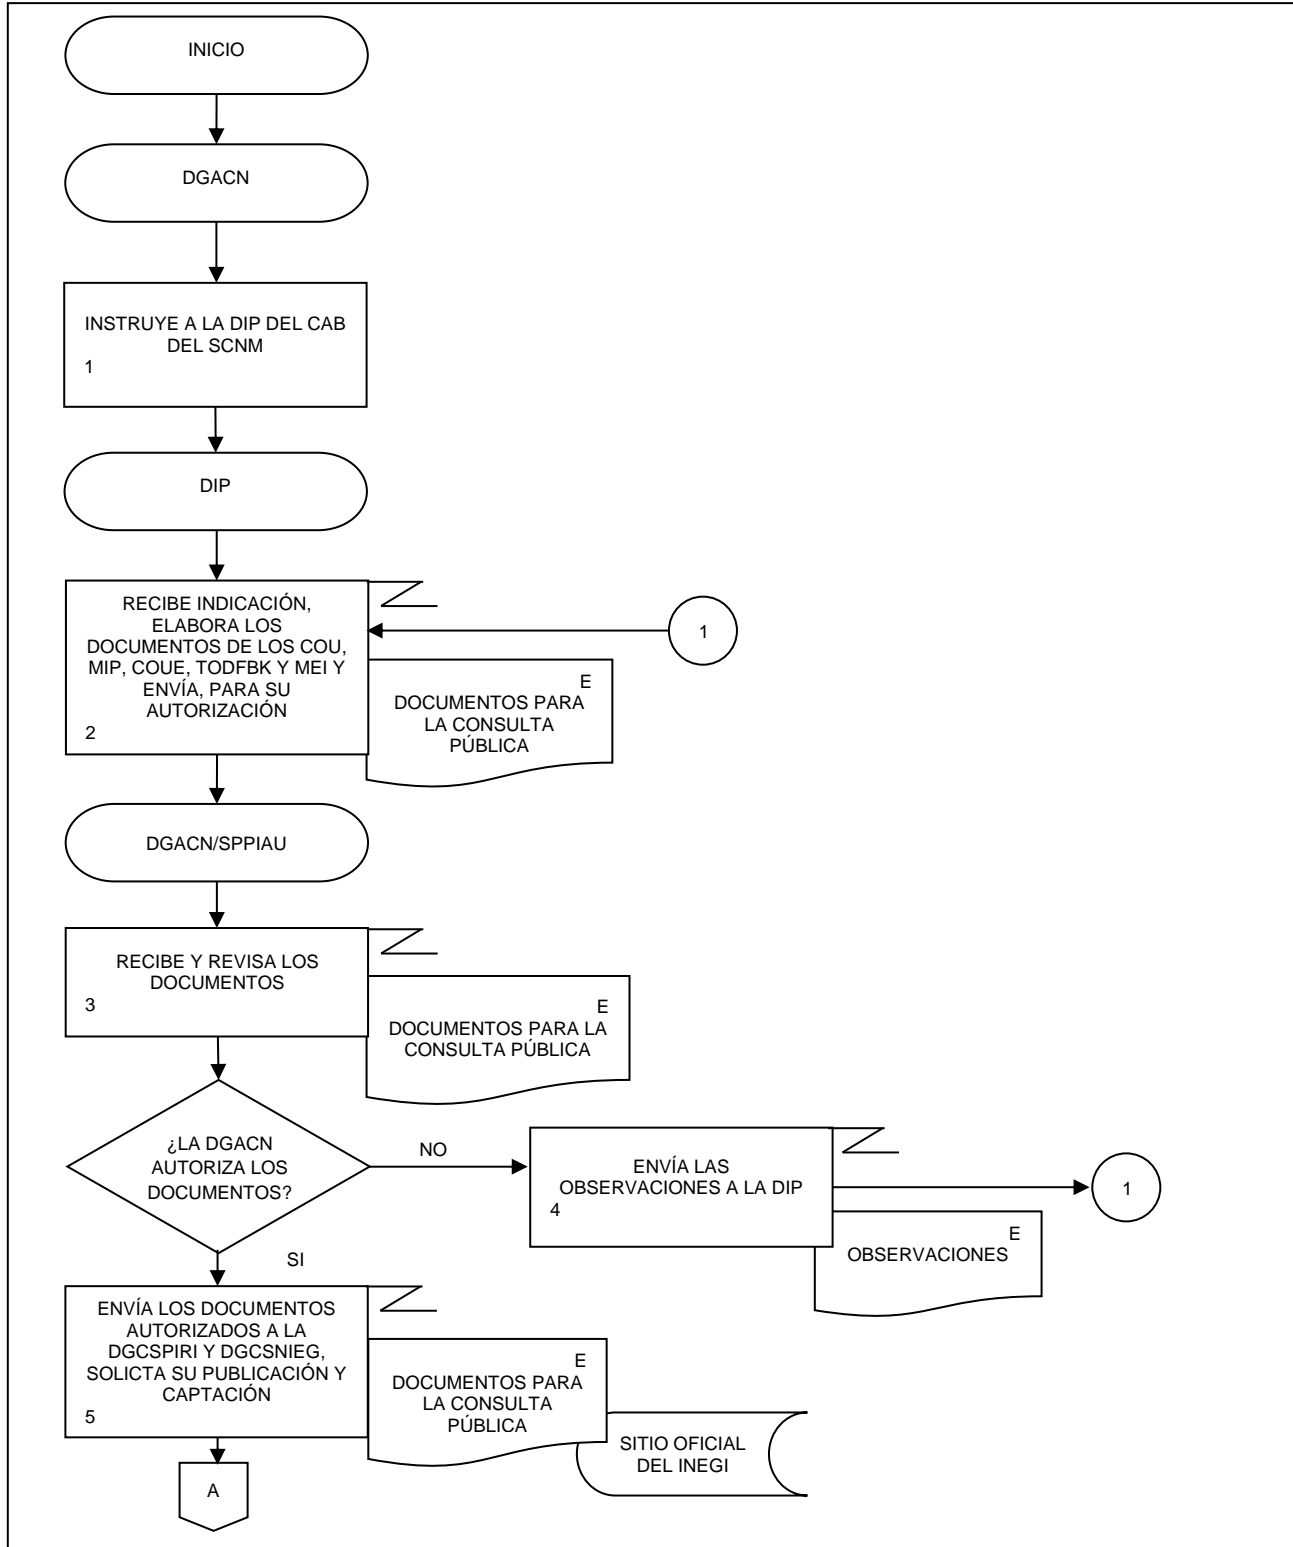 INICIO
DGACN
INSTRUYE A LA DIP DEL CAB
DEL SCNM
1
DIP
RECIBE INDICACIÓN,
ELABORA LOS
DOCUMENTOS DE LOS COU,
MIP, COUE, TODFBK Y MEI Y
ENVÍA, PARA SU
AUTORIZACIÓN
2
1
E
DOCUMENTOS PARA
LA CONSULTA
PÚBLICA
DGACN/SPPIAU
RECIBE Y REVISA LOS
DOCUMENTOS
3
E
DOCUMENTOS PARA LA
CONSULTA PÚBLICA
¿LA DGACN
AUTORIZA LOS
DOCUMENTOS?
NO
ENVÍA LAS
OBSERVACIONES A LA DIP
4
1
E
OBSERVACIONES
SI
ENVÍA LOS DOCUMENTOS
AUTORIZADOS A LA
DGCSPIRI Y DGCSNIEG,
SOLICTA SU PUBLICACIÓN Y
CAPTACIÓN
5
E
DOCUMENTOS PARA
LA CONSULTA
PÚBLICA
SITIO OFICIAL
DEL INEGI
A